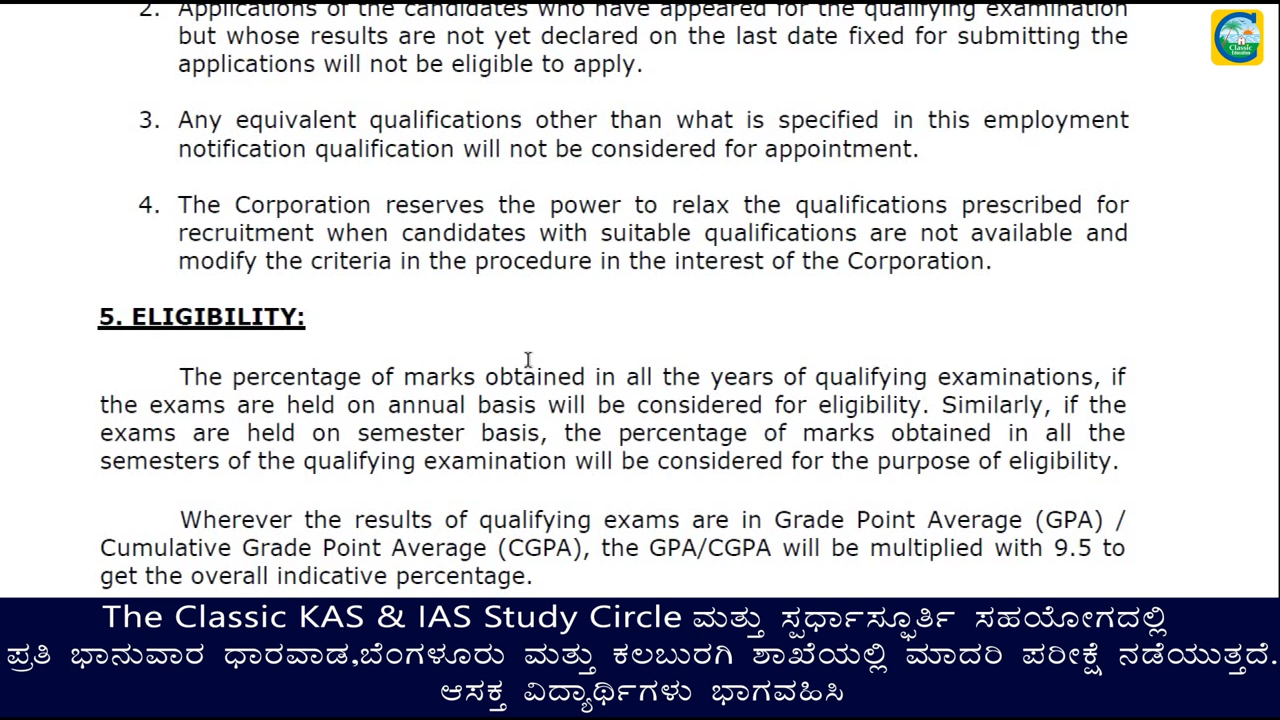 2. Applications of the candidates who have appeared for the qualifying examination
but whose results are not yet declared on the last date fixed for submitting the
applications will not be eligible to apply.
3. Any equivalent qualifications other than what is specified in this employment
notification qualification will not be considered for appointment.
4. The Corporation reserves the power to relax the qualifications prescribed for
recruitment when candidates with suitable qualifications are not available and
modify the criteria in the procedure in the interest of the Corporation.
5. ELIGIBILITY:
The percentage of marks obtained in all the years of qualifying examinations, if
the exams are held on annual basis will be considered for eligibility. Similarly, if the
exams are held on semester basis, the percentage of marks obtained in all the
semesters of the qualifying examination will be considered for the purpose of eligibility.
Wherever the results of qualifying exams are in Grade Point Average (GPA) /
Cumulative Grade Point Average (CGPA), the GPA/CGPA will be multiplied with 9.5 to
get the overall indicative percentage.
Classic
Education
The Classic KAS & IAS Study Circle ಮತ್ತು ಸ್ಪರ್ಧಾಸ್ಫೂರ್ತಿ ಸಹಯೋಗದಲ್ಲಿ
ಪ್ರತಿ ಭಾನುವಾರ ಧಾರವಾಡ,ಬೆಂಗಳೂರು ಮತ್ತು ಕಲಬುರಗಿ ಶಾಖೆಯಲ್ಲಿ ಮಾದರಿ ಪರೀಕ್ಷೆ ನಡೆಯುತ್ತದೆ.
ಆಸಕ್ತ ವಿದ್ಯಾರ್ಥಿಗಳು ಭಾಗವಹಿಸಿ